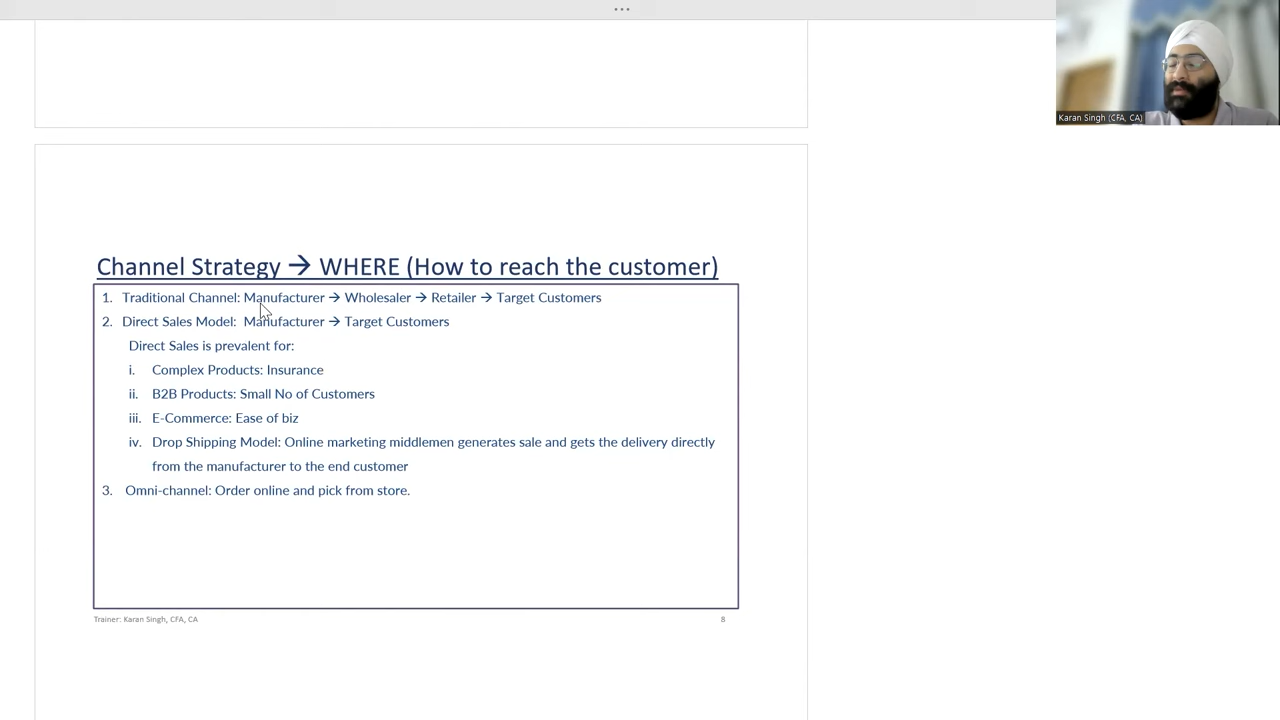 Karan Singh (CFA, CA)
Channel Strategy → WHERE (How to reach the customer)
1. Traditional Channel: Manufacturer → Wholesaler → Retailer → Target Customers
2. Direct Sales Model: Manufacturer → Target Customers
Direct Sales is prevalent for:
i. Complex Products: Insurance
ii. B2B Products: Small No of Customers
iii. E-Commerce: Ease of biz
iv. Drop Shipping Model: Online marketing middlemen generates sale and gets the delivery directly
from the manufacturer to the end customer
3. Omni-channel: Order online and pick from store.
Trainer: Karan Singh, CFA, CA
8